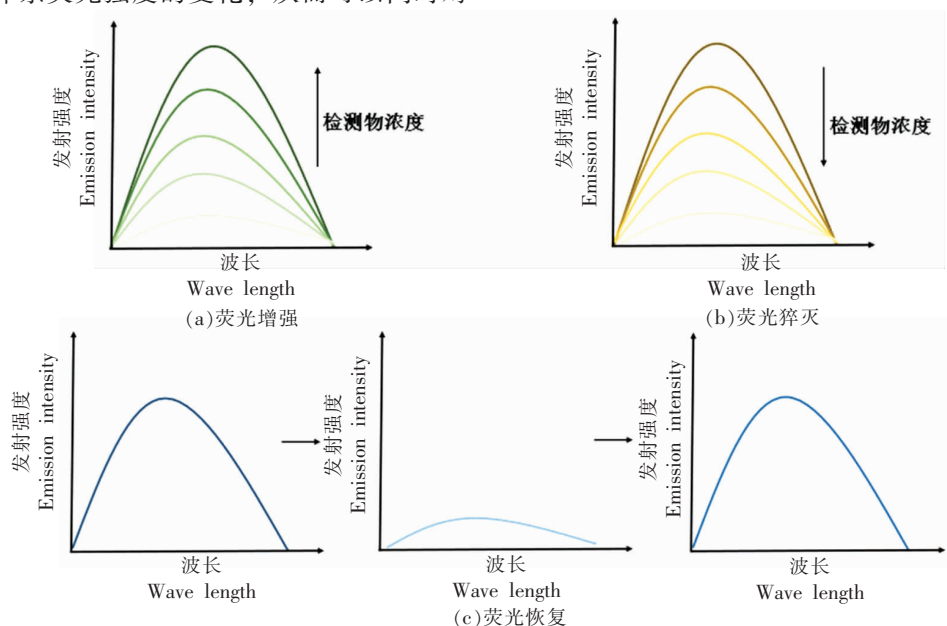 发射强度
Emission intensity
检测物浓度
波长
Wave length
(a)荧光增强
发射强度
Emission intensity
检测物浓度
波长
Wave length
(b)荧光猝灭
发射强度
Emission intensity
波长
Wave length
发射强度
Emission intensity
波长
Wave length
发射强度
Emission intensity
波长
Wave length
(c)荧光恢复